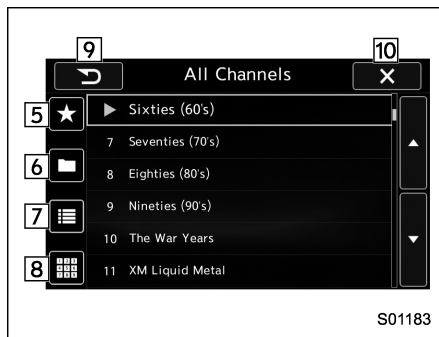 9
10
All Channels
5
Sixties (60's)
7 Seventies (70's)
6
8 Eighties (80's)
7
9 Nineties (90's)
10 The War Years
8
11 XM Liquid Metal
S01183